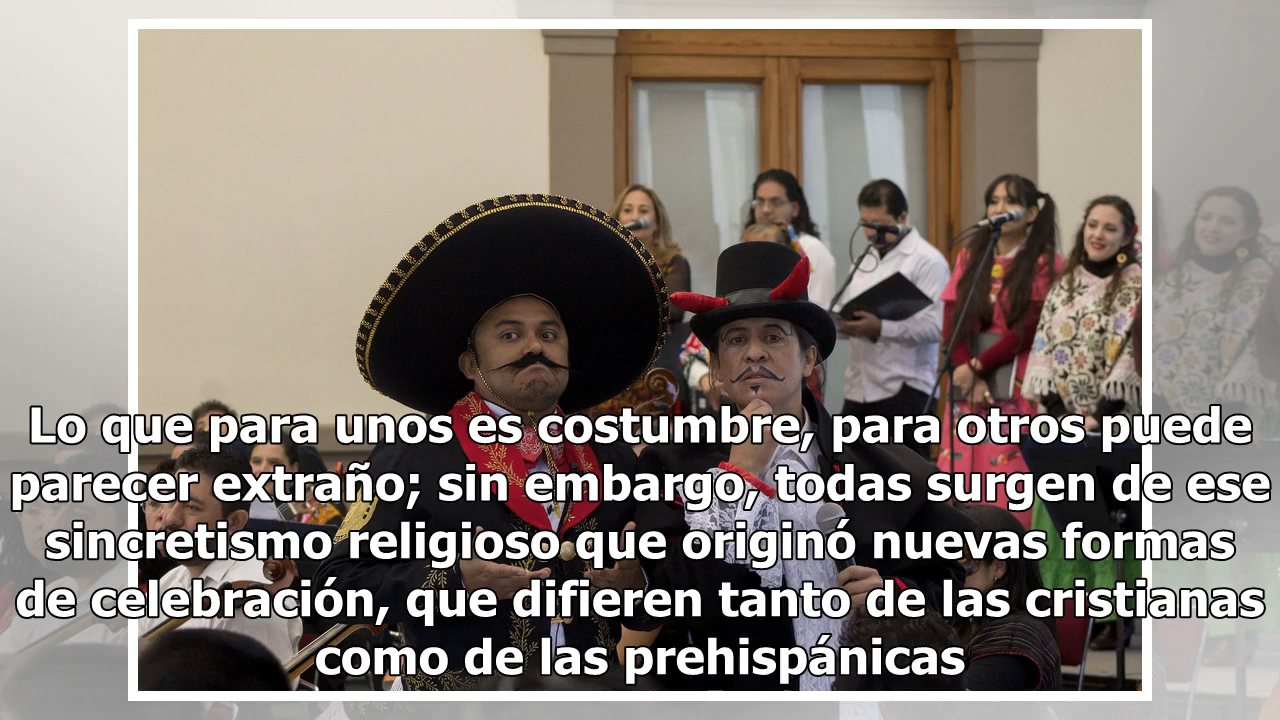 Lo que para unos es costumbre, para otros puede
parecer extraño; sin embargo, todas surgen de ese
sincretismo religioso que originó nuevas formas
de celebración, que difieren tanto de las cristianas
como de las prehispánicas